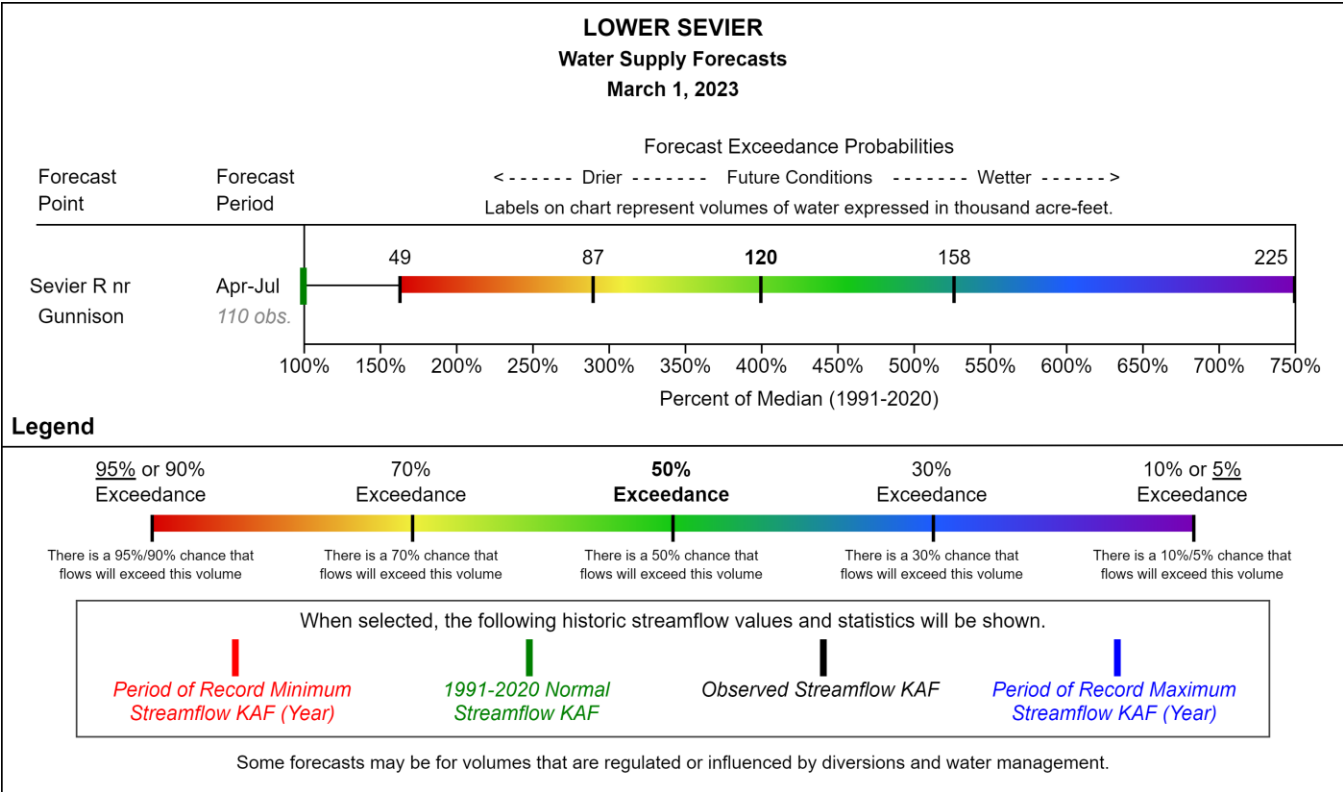 LOWER SEVIER
Water Supply Forecasts
March 1, 2023
Forecast Exceedance Probabilities
Forecast Point
Forecast Period
<------ Drier ------- Future Conditions ------- Wetter ------>
Labels on chart represent volumes of water expressed in thousand acre-feet.
49 87 120 158 225
Sevier R nr
Gunnison
Apr-Jul
110 obs.
100% 150% 200% 250% 300% 350% 400% 450% 500% 550% 600% 650% 700% 750%
Percent of Median (1991-2020)
Legend
95% or 90%
Exceedance
70%
Exceedance
50%
Exceedance
30%
Exceedance
10% or 5%
Exceedance
There is a 95%/90% chance that
flows will exceed this volume
There is a 70% chance that
flows will exceed this volume
There is a 50% chance that
flows will exceed this volume
There is a 30% chance that
flows will exceed this volume
There is a 10%/5% chance that
flows will exceed this volume
When selected, the following historic streamflow values and statistics will be shown.
Period of Record Minimum
Streamflow KAF (Year)
1991-2020 Normal
Streamflow KAF
Observed Streamflow KAF
Period of Record Maximum
Streamflow KAF (Year)
Some forecasts may be for volumes that are regulated or influenced by diversions and water management.